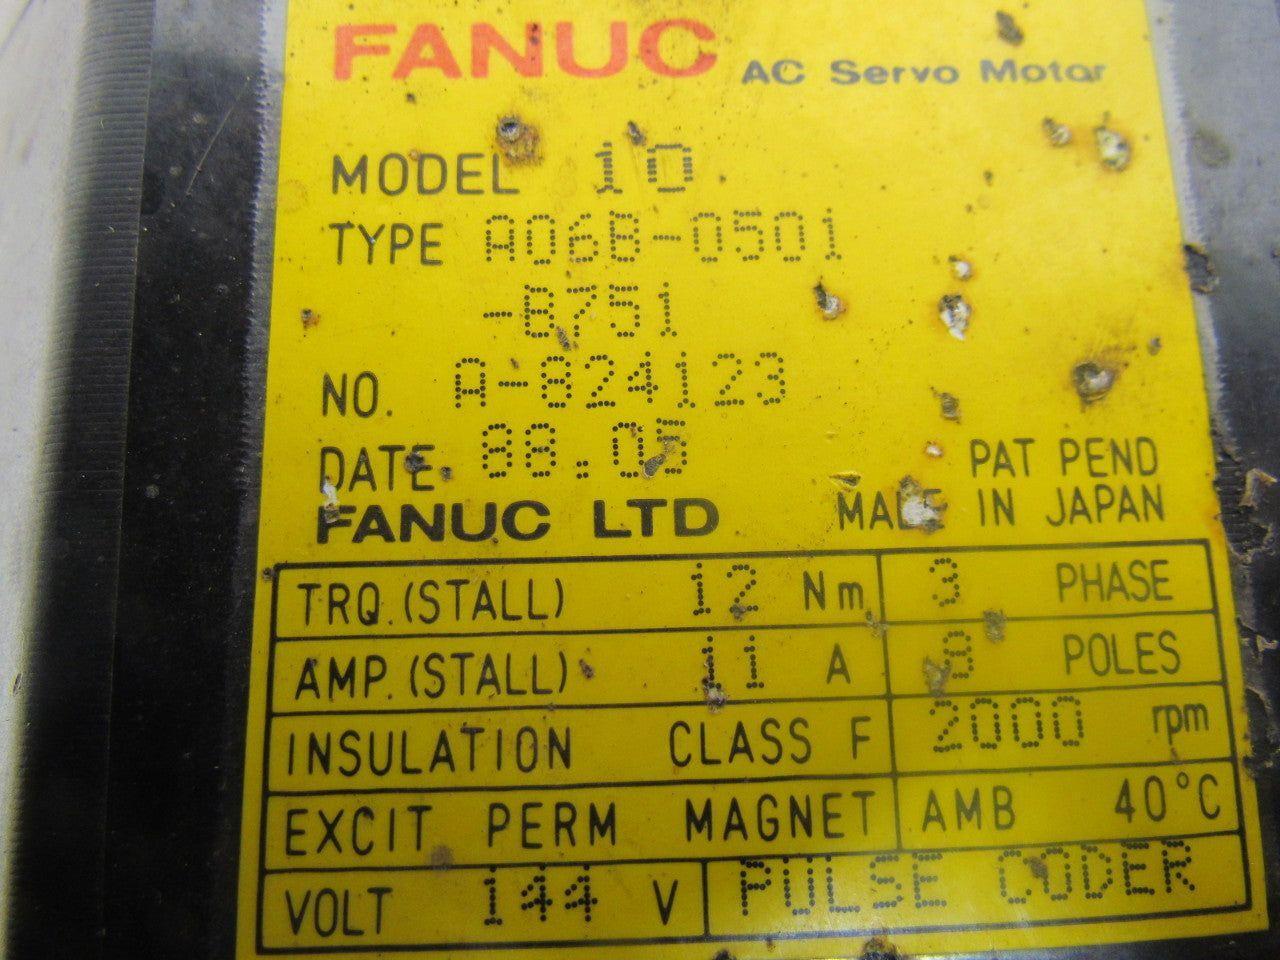 FANUC AC Servo Motor
MODEL 10
TYPE A06B-0501
-B751
NO. A-824123
DATE. 88.05
PAT PEND
FANUC LTD MADE IN JAPAN
TRQ.(STALL) 12 Nm 3 PHASE
AMP.(STALL) 11 A 8 POLES
INSULATION CLASS F 2000 rpm
EXCIT PERM MAGNET AMB 40°C
VOLT 144 V PULSE CODER